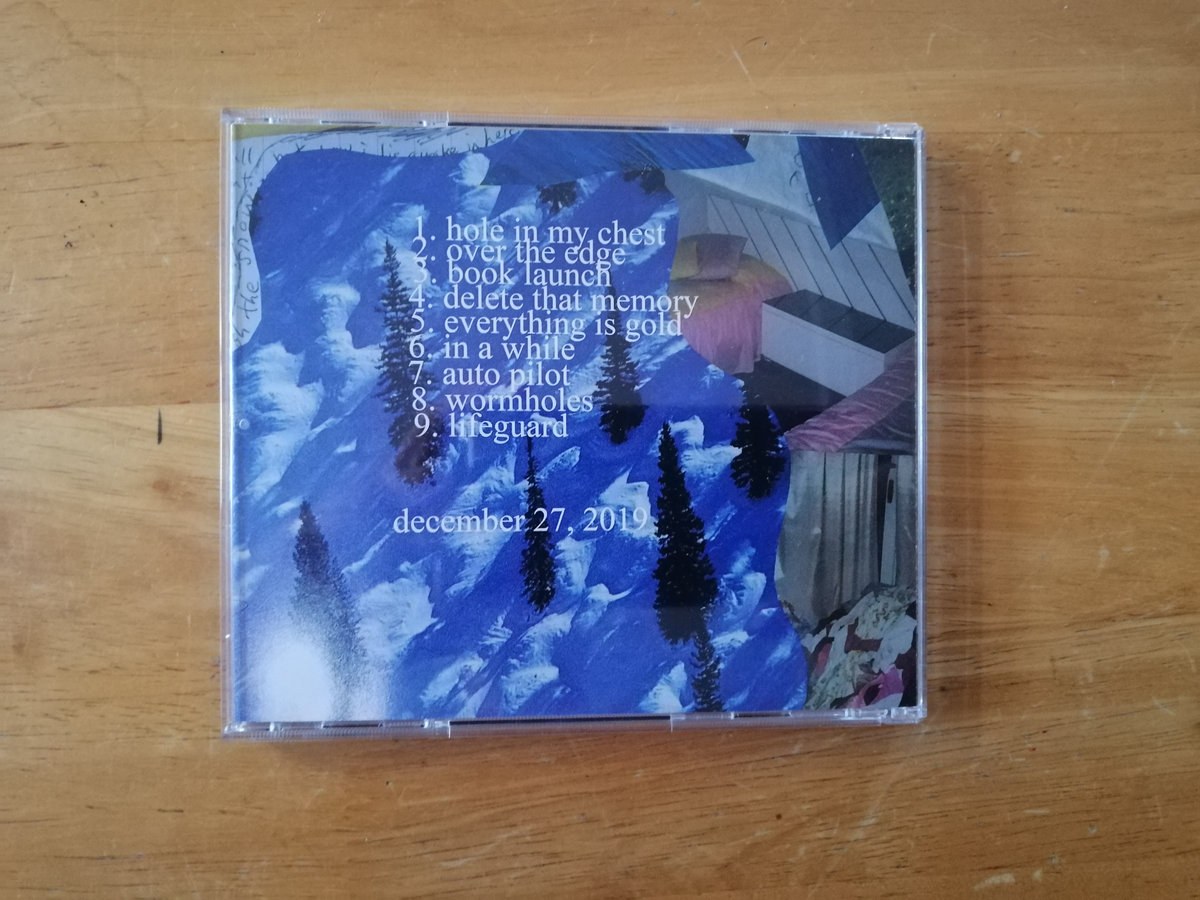 1. hole in my chest
2. over the edge
3. book launch
4. delete that memory
5. everything is gold
6. in a while
7. auto pilot
8. wormholes
9. lifeguard
december 27, 2019
the